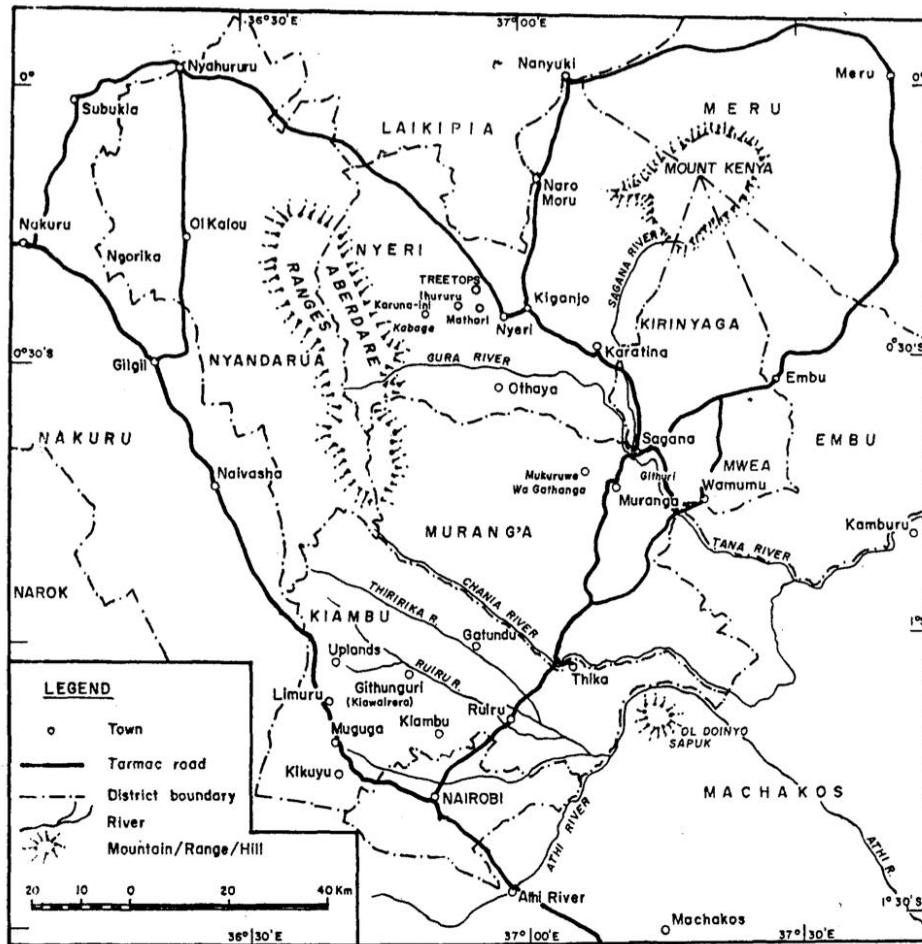 36°30'E
37°00'E
Nyahururu
Nanyuki
Meru
0°
0°
Subukia
MERU
LAIKIPIA
MOUNT KENYA
Naro
Moru
Nakuru
Ol Kalou
SAGANA RIVER
Ngorika
NYERI
RANGES
ABERDARE
TREETOPS
Ihururu
Karuna-ini
Kabage
Mathari
Kiganjo
Nyeri
KIRINYAGA
Karatina
0°30'S
0°30'S
Gilgil
NYANDARUA
GURA RIVER
Othaya
Embu
NAKURU
Sagana
EMBU
Githuri
MWEA
Naivasha
Mukuruwe
Wa Gathanga
Muranga
Wamumu
Kamburu
MURANG'A
TANA RIVER
CHANIA RIVER
NAROK
THIRIRIKA R.
KIAMBU
Gatundu
1°S
Uplands
RUIRU R.
Thika
Githunguri
(Kiawairera)
Limuru
Ruiru
Kiambu
OL DOINYO
SAPUK
Muguga
Kikuyu
NAIROBI
MACHAKOS
ATHI RIVER
ATHI R.
Athi River
1°30'S
Machakos
36°30'E
37°00'E
37°30'E
LEGEND
Town
Tarmac road
District boundary
River
Mountain/Range/Hill
20 10 0 20 40 Km